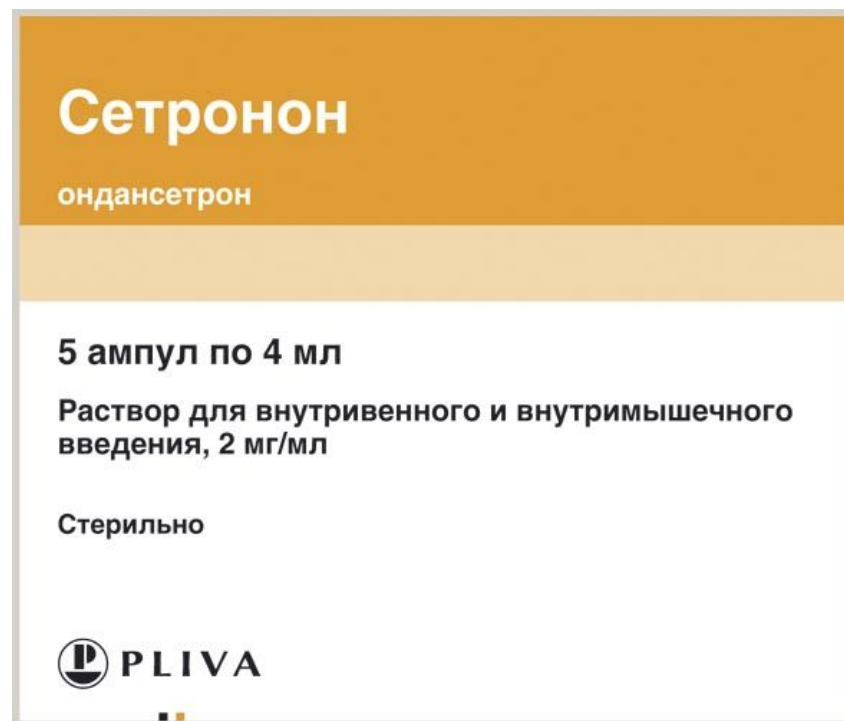 Сетронон
ондансетрон
5 ампул по 4 мл
Раствор для внутривенного и внутримышечного
введения, 2 мг/мл
Стерильно
PLIVA